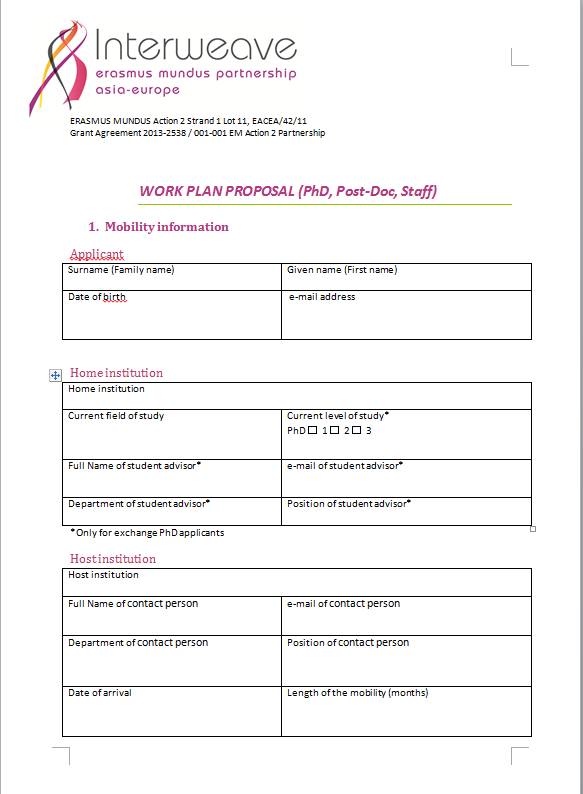 Interweave
erasmus mundus partnership
asia-europe
ERASMUS MUNDUS Action 2 Strand 1 Lot 11, EACEA/42/11
Grant Agreement 2013-2538 / 001-001 EM Action 2 Partnership
WORK PLAN PROPOSAL (PhD, Post-Doc, Staff)
1. Mobility information
Applicant
Surname (Family name) Given name (First name)
Date of birth e-mail address
Home institution
Home institution
Current field of study Current level of study*
PhD☐ 1☐ 2☐ 3
Full Name of student advisor* e-mail of student advisor*
Department of student advisor* Position of student advisor*
*Only for exchange PhD applicants
Host institution
Host institution
Full Name of contact person e-mail of contact person
Department of contact person Position of contact person
Date of arrival Length of the mobility (months)